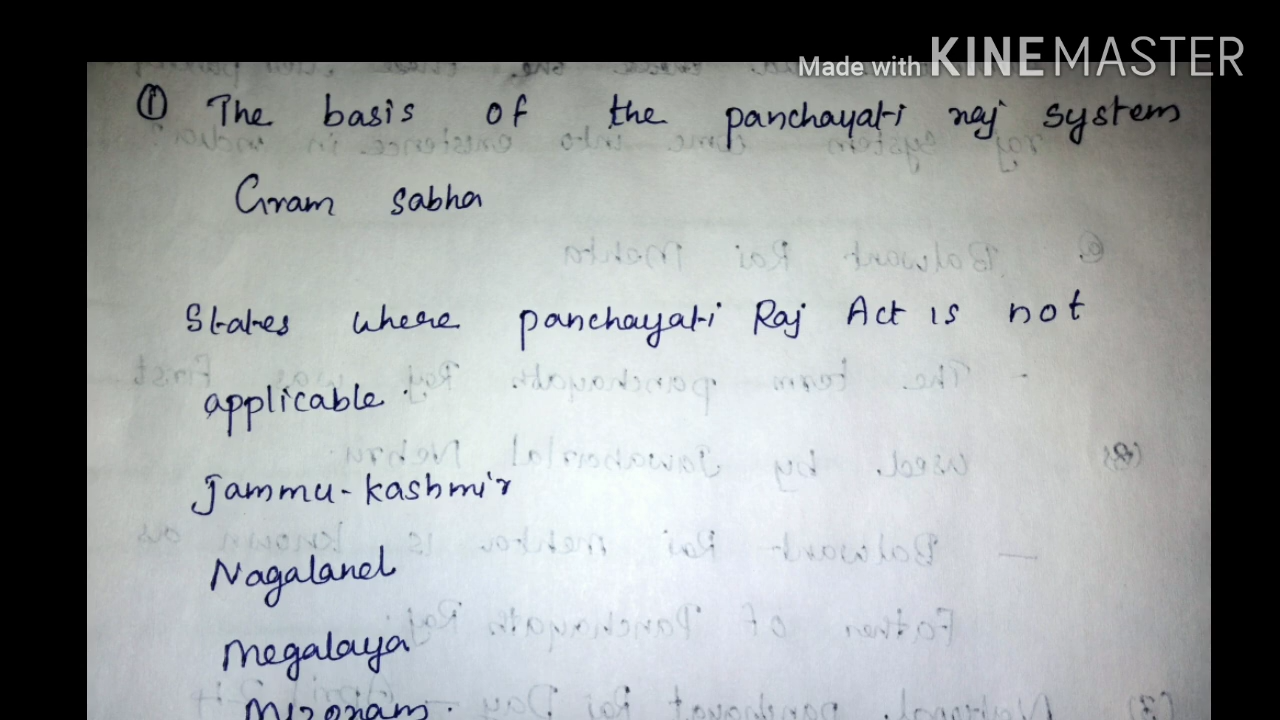 Made with KINEMASTER
① The basis of the panchayati raj system
Gram sabha
States where panchayati Raj Act is not
applicable.
Jammu-kashmir
Nagaland
Megalaya
Mizoram.